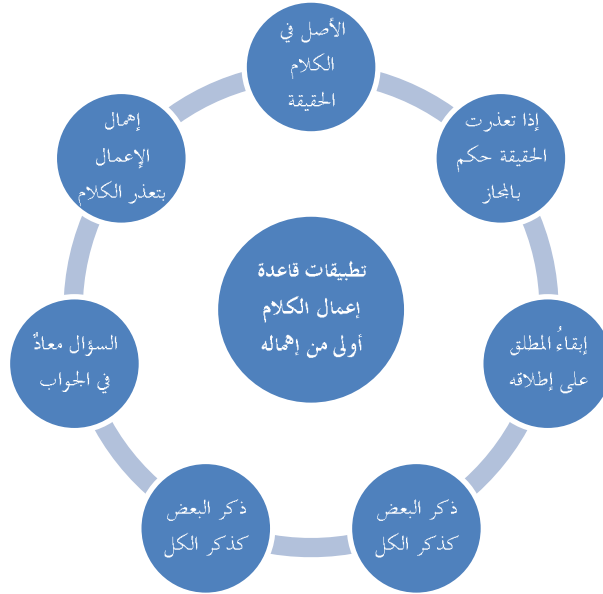 الأصل في
الكلام
الحقيقة
إذا تعذرت
الحقيقة حكم
بالمجاز
إبقاءُ المطلق
على إطلاقه
ذكر البعض
كذكر الكل
ذكر البعض
كذكر الكل
السؤال معادٌ
في الجواب
إهمال
الإعمال
بتعذر الكلام
تطبيقات قاعدة
إعمال الكلام
أولى من إهماله